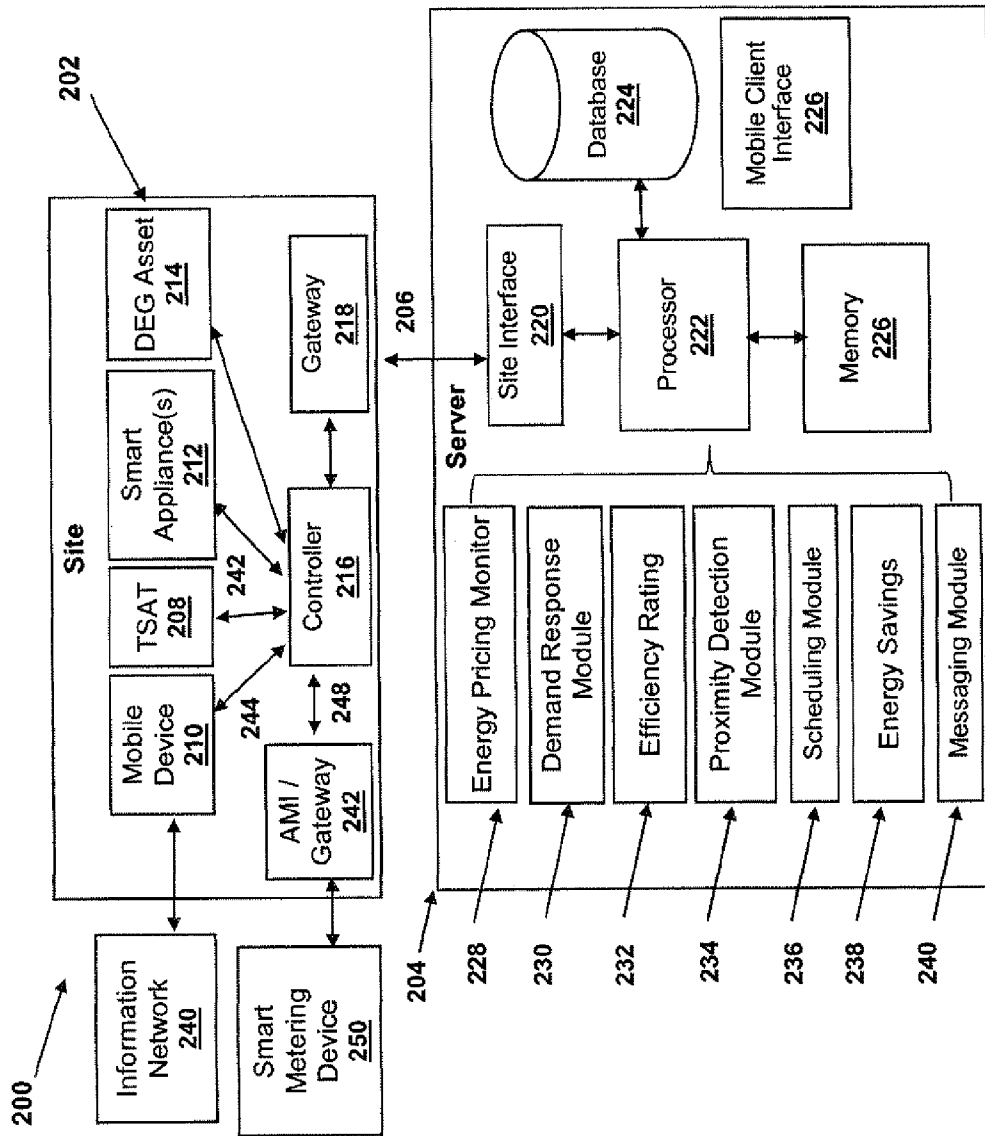 200
Information
Network
240
Smart
Metering
Device
250
Site
202
Mobile
Device
210
TSAT
208
Smart
Appliance(s)
212
DEG Asset
214
242
244
AMI /
Gateway
242
248
Controller
216
Gateway
218
206
204
Server
Site Interface
220
Processor
222
Database
224
Memory
226
Mobile Client
Interface
226
228
Energy Pricing Monitor
230
Demand Response
Module
232
Efficiency Rating
234
Proximity Detection
Module
236
Scheduling Module
238
Energy Savings
240
Messaging Module